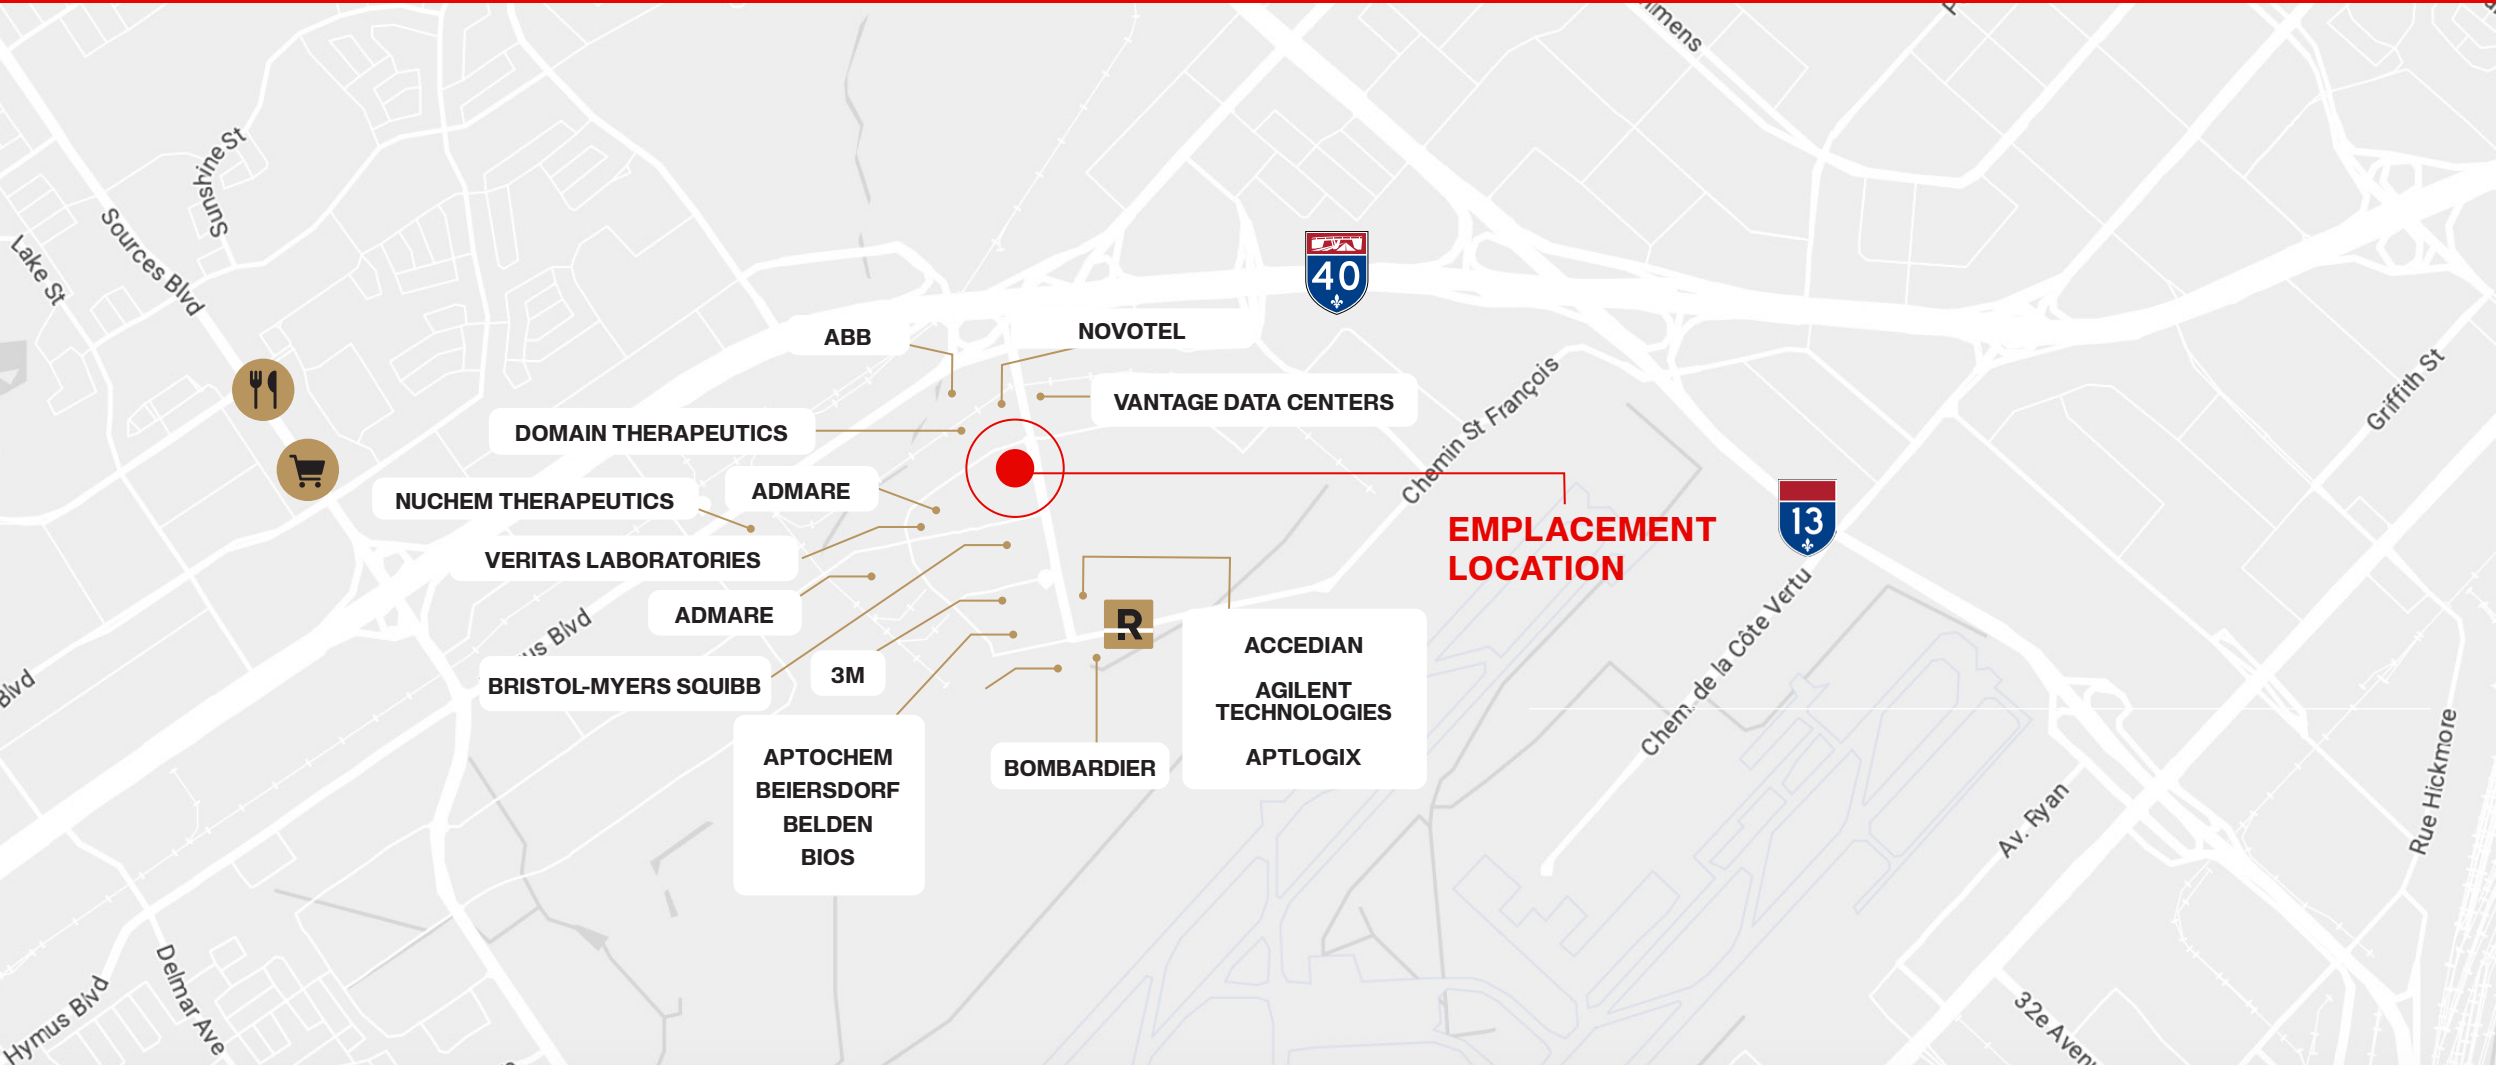 Sunshine St
Sources Blvd
Lake St
40
ABB
NOVOTEL
VANTAGE DATA CENTERS
DOMAIN THERAPEUTICS
NUCHEM THERAPEUTICS
ADMARE
VERITAS LABORATORIES
ADMARE
BRISTOL-MYERS SQUIBB
3M
APTOCHEM
BEIERSDORF
BELDEN
BIOS
BOMBARDIER
R
ACCEDIAN
AGILENT
TECHNOLOGIES
APTLOGIX
EMPLACEMENT
LOCATION
13
Chemin St François
Chem. de la Côte Vertu
Griffith St
Rue Hickmore
Av. Ryan
Blvd
Blvd
Hymus Blvd
Delmar Ave